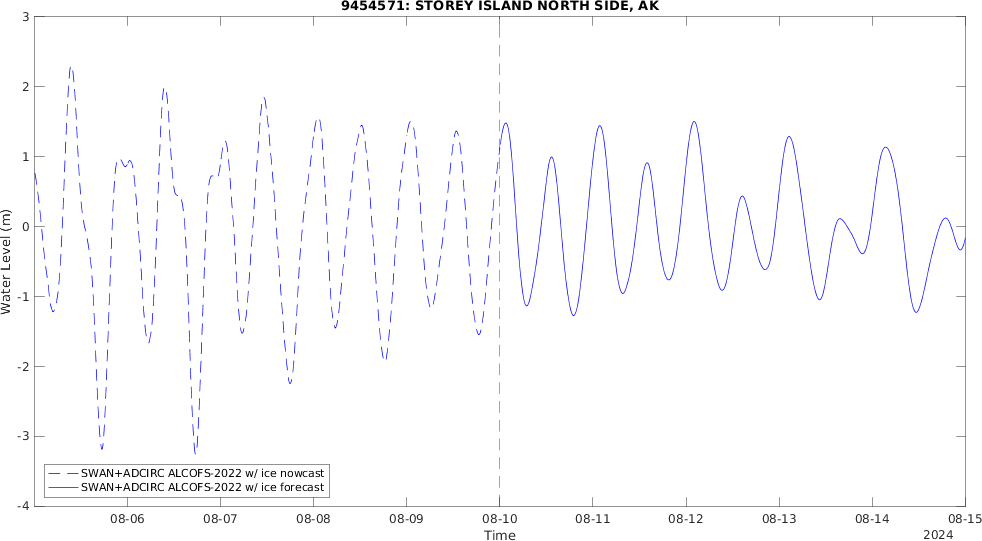 9454571: STOREY ISLAND NORTH SIDE, AK
3
2
1
0
-1
-2
-3
-4
Water Level (m)
SWAN+ADCIRC ALCOFS-2022 w/ ice nowcast
SWAN+ADCIRC ALCOFS-2022 w/ ice forecast
08-06 08-07 08-08 08-09 08-10 08-11 08-12 08-13 08-14 08-15
Time
2024